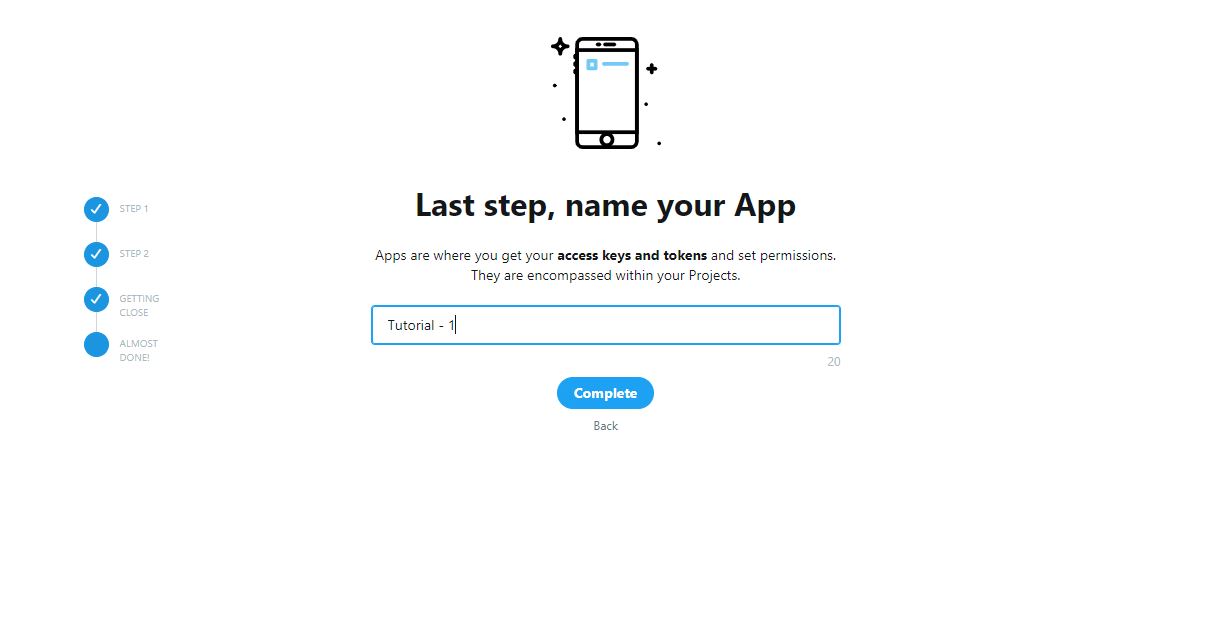 Last step, name your App
STEP 1
STEP 2
GETTING
CLOSE
ALMOST
DONE!
Apps are where you get your access keys and tokens and set permissions.
They are encompassed within your Projects.
Tutorial - 1
20
Complete
Back